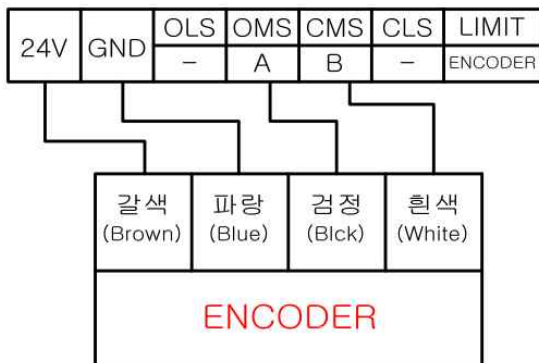 24V GND OLS OMS CMS CLS LIMIT
- A B - ENCODER
갈색 파랑 검정 흰색
(Brown) (Blue) (Blck) (White)
ENCODER